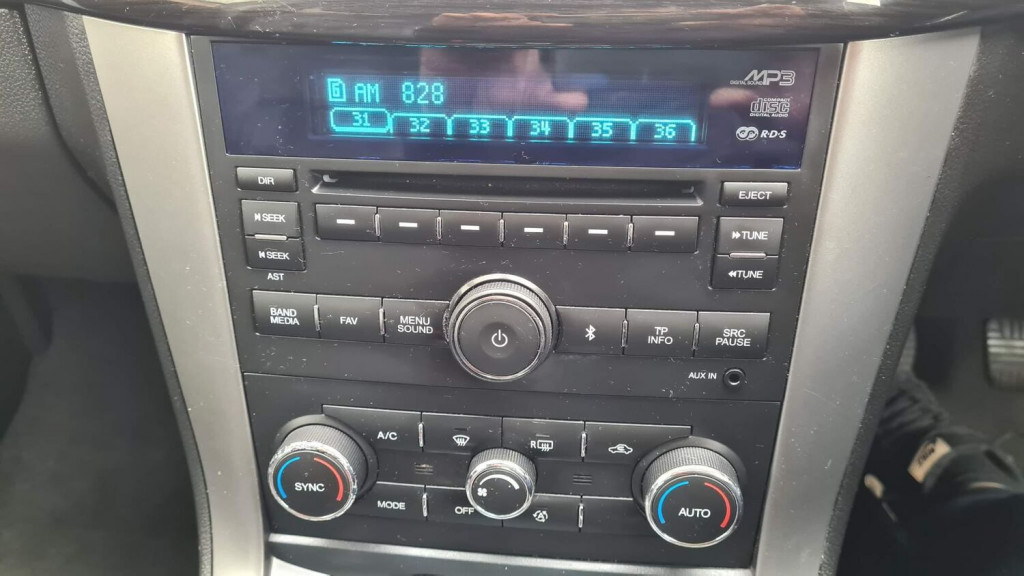 6 AM 828
31 32 33 34 35 36
DIGITAL SOUND MP3
COMPACT
disc
DIGITAL AUDIO
R·D·S
DIR
EJECT
SEEK
TUNE
SEEK
TUNE
AST
BAND
MEDIA
FAV
MENU
SOUND
TP
INFO
SRC
PAUSE
AUX IN
A/C
R
SYNC
AUTO
MODE
OFF